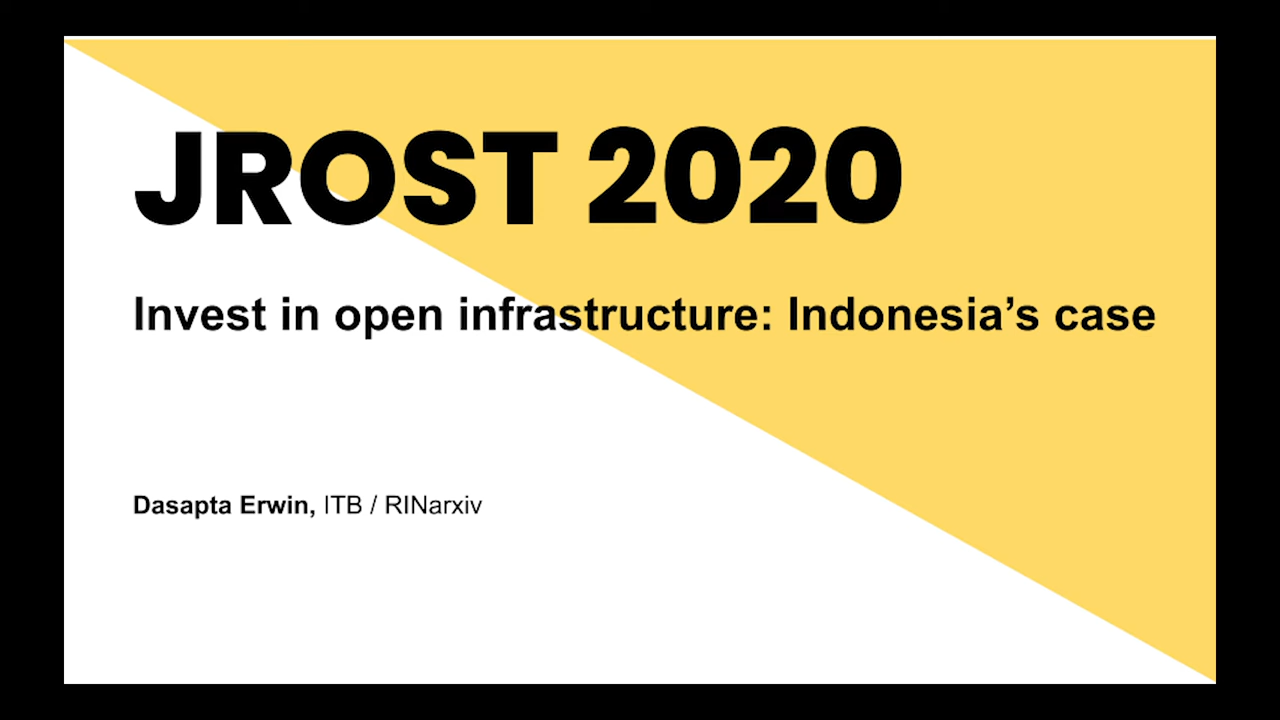 JROST 2020
Invest in open infrastructure: Indonesia’s case
Dasapta Erwin, ITB / RINarxiv